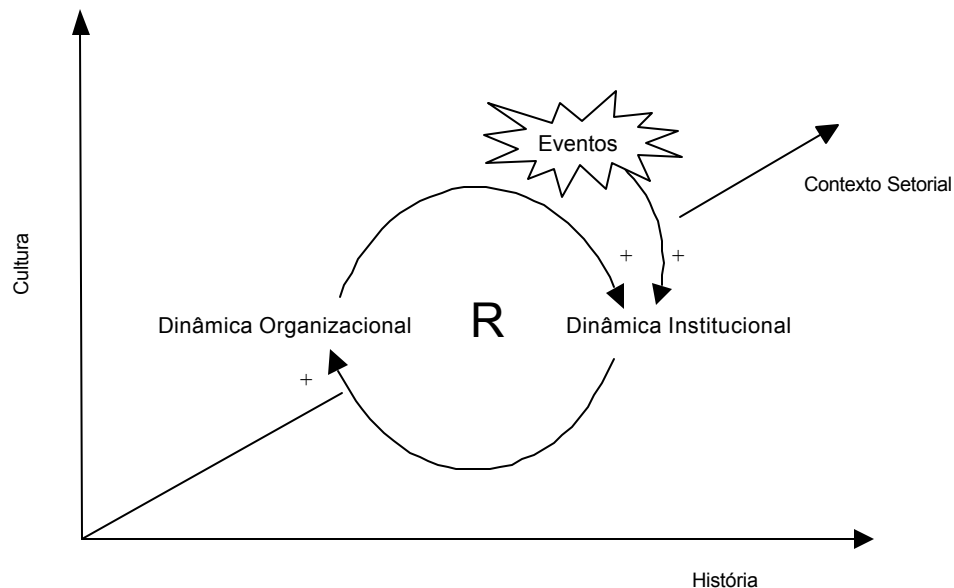 Eventos
Contexto Setorial
Cultura
+ +
Dinâmica Organizacional
R
Dinâmica Institucional
+
História